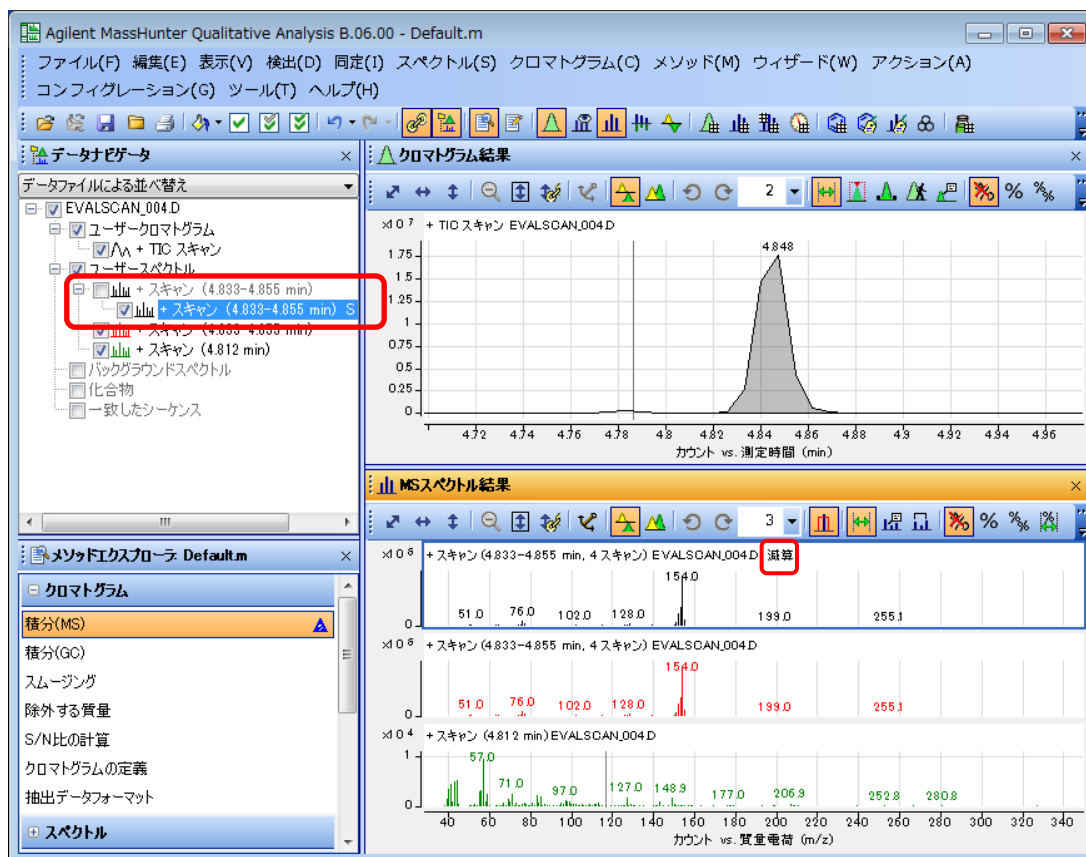 Agilent MassHunter Qualitative Analysis B.06.00 - Default.m
ファイル(F) 編集(E) 表示(V) 検出(D) 同定(I) スペクトル(S) クロマトグラム(C) メソッド(M) ウィザード(W) アクション(A)
コンフィグレーション(G) ツール(T) ヘルプ(H)
データナビゲータ
データファイルによる並べ替え
EVALSCAN_004.D
ユーザークロマトグラム
+ TIC スキャン
ユーザースペクトル
+ スキャン (4.833-4.855 min)
+ スキャン (4.833-4.855 min) S
+ スキャン (4.833-4.855 min)
+ スキャン (4.812 min)
バックグラウンドスペクトル
化合物
一致したシーケンス
メソッドエクスプローラ: Default.m
クロマトグラム
積分(MS)
積分(GC)
スムージング
除外する質量
S/N比の計算
クロマトグラムの定義
抽出データフォーマット
スペクトル
クロマトグラム結果
2
% %
x10 7 + TIC スキャン EVALSCAN_004.D
4.848
1.75
1.5
1.25
1
0.75
0.5
0.25
0
4.72 4.74 4.76 4.78 4.8 4.82 4.84 4.86 4.88 4.9 4.92 4.94 4.96
カウント vs. 測定時間 (min)
MSスペクトル結果
3
% %
x10 6 + スキャン (4.833-4.855 min, 4 スキャン) EVALSCAN_004.D 減算
154.0
51.0 76.0 102.0 128.0 199.0 255.1
0
x10 6 + スキャン (4.833-4.855 min, 4 スキャン) EVALSCAN_004.D
154.0
51.0 76.0 102.0 128.0 199.0 255.1
0
x10 4 + スキャン (4.812 min) EVALSCAN_004.D
1
57.0
71.0 97.0 127.0 148.9 177.0 206.9 252.8 280.8
0
40 60 80 100 120 140 160 180 200 220 240 260 280 300 320 340
カウント vs. 質量電荷 (m/z)